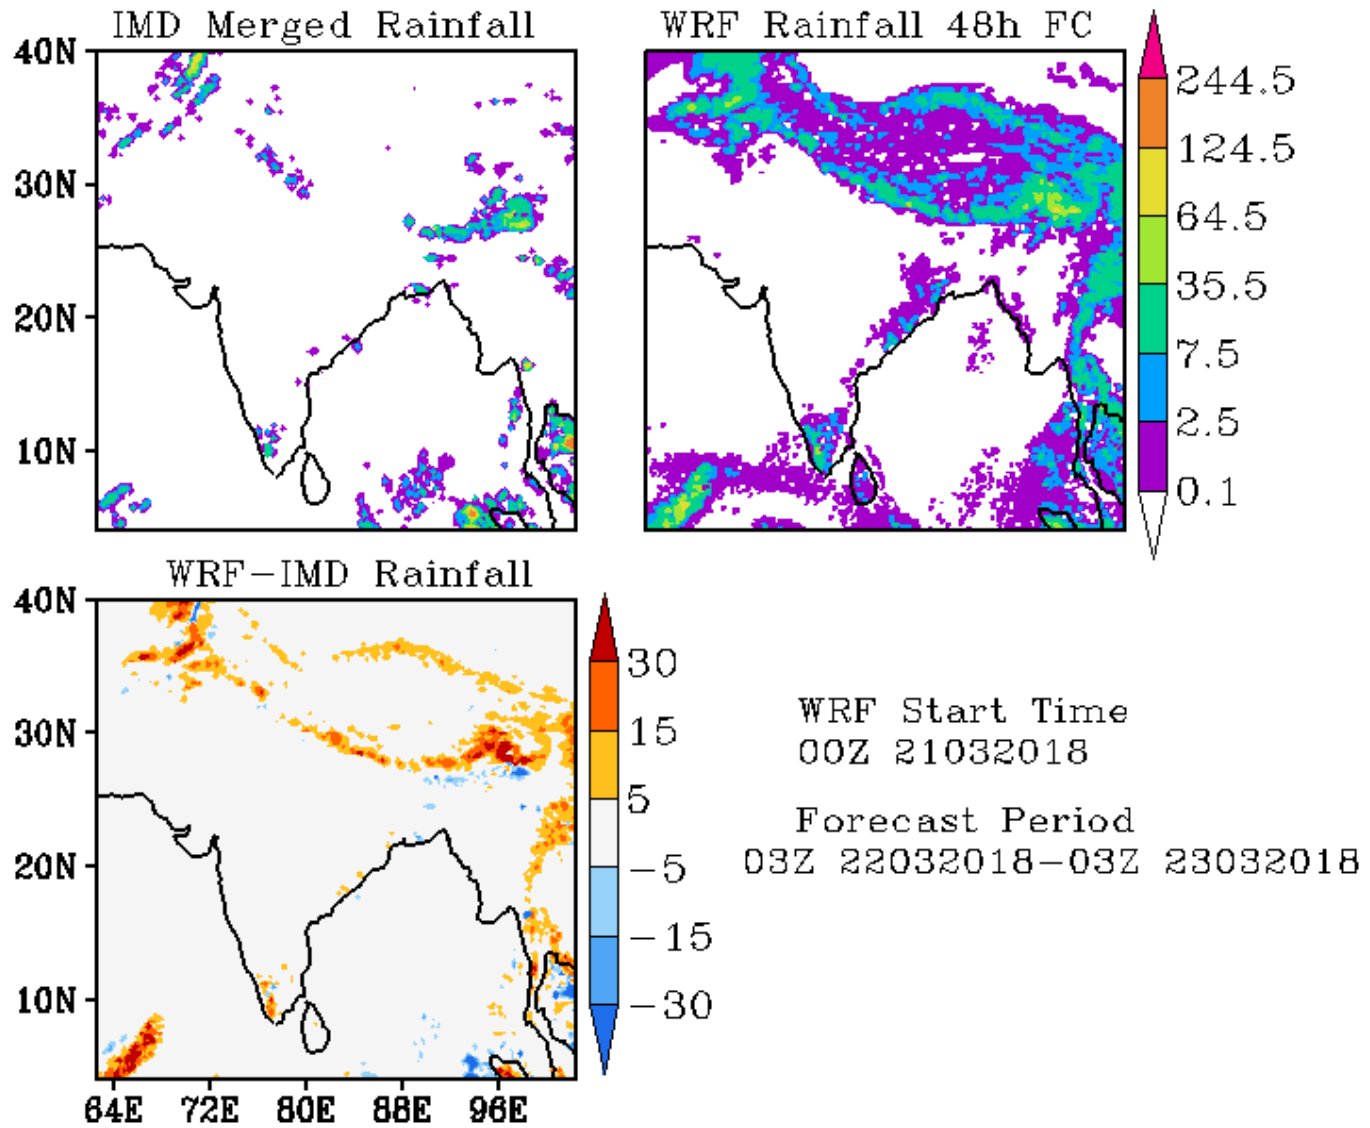 IMD Merged Rainfall
WRF Rainfall 48h FC
40N
30N
20N
10N
244.5
124.5
64.5
35.5
7.5
2.5
0.1
WRF-IMD Rainfall
40N
30N
20N
10N
64E 72E 80E 88E 96E
30
15
5
-5
-15
-30
WRF Start Time
00Z 21032018
Forecast Period
03Z 22032018-03Z 23032018